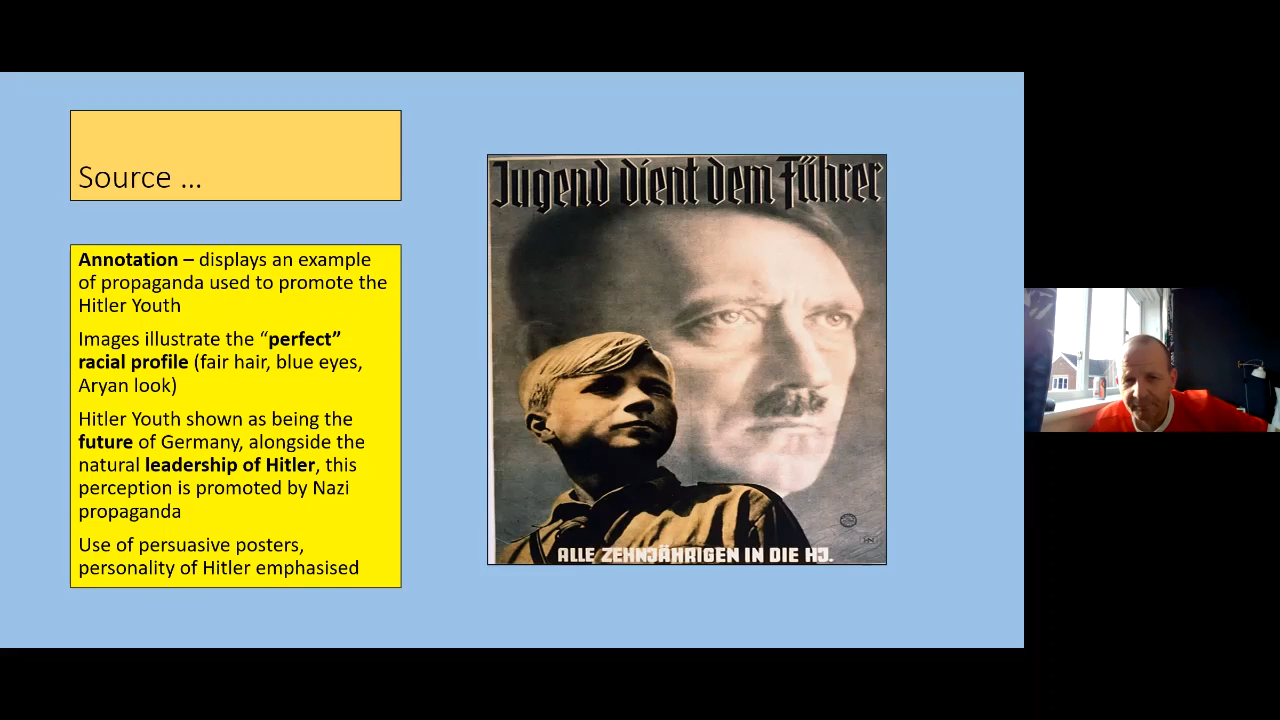 Source ...
Annotation – displays an example
of propaganda used to promote the
Hitler Youth
Images illustrate the “perfect”
racial profile (fair hair, blue eyes,
Aryan look)
Hitler Youth shown as being the
future of Germany, alongside the
natural leadership of Hitler, this
perception is promoted by Nazi
propaganda
Use of persuasive posters,
personality of Hitler emphasised
Jugend dient dem Führer
ALLE ZEHNJÄHRIGEN IN DIE HJ.